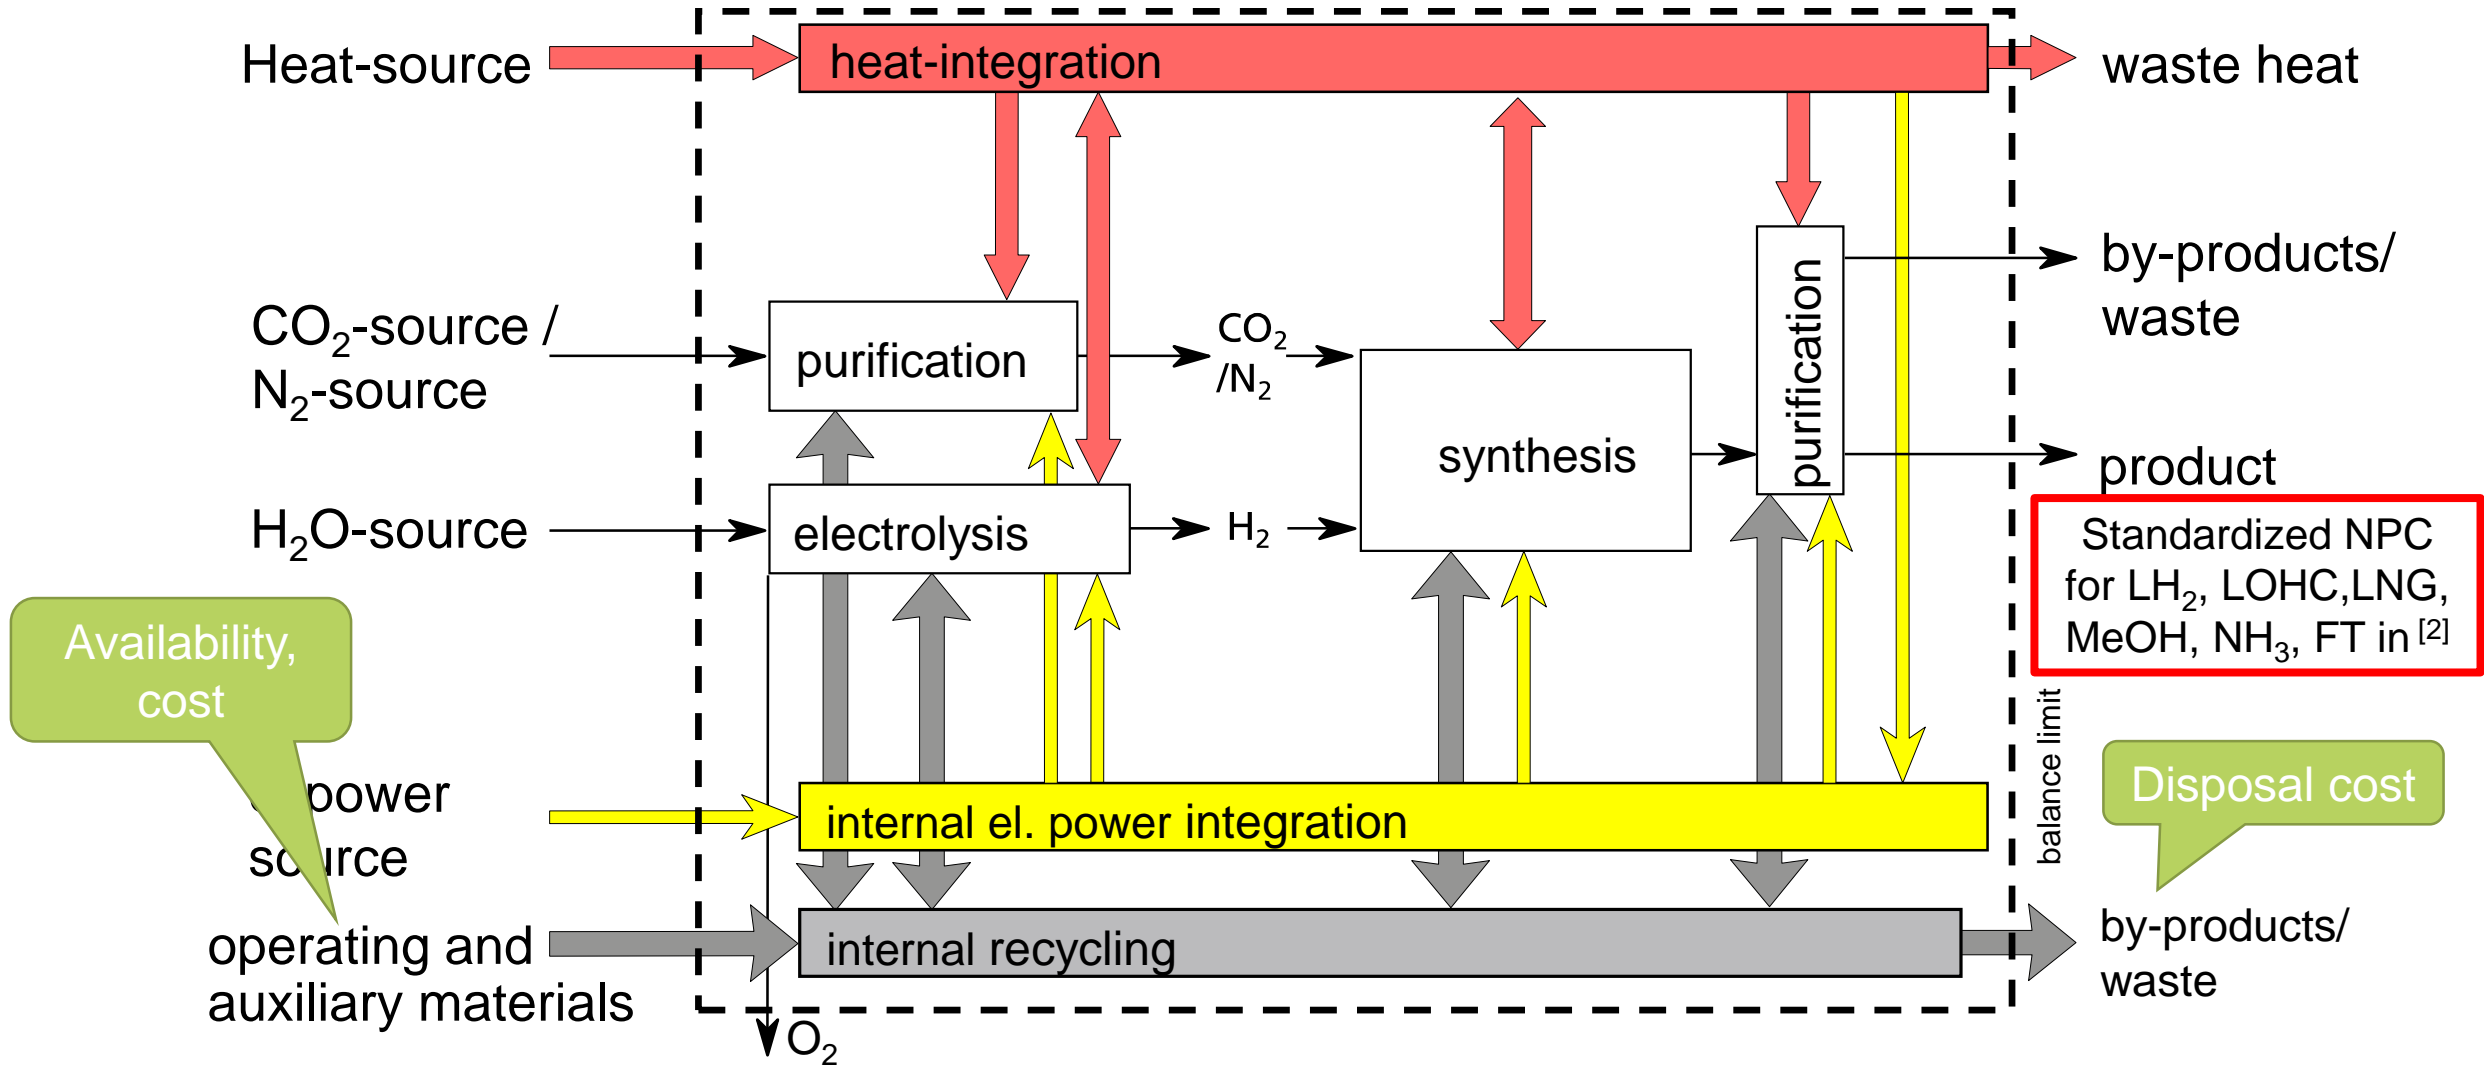 Heat-source
heat-integration
waste heat
CO₂-source /
N₂-source
purification
CO₂
/N₂
purification
by-products/
waste
synthesis
product
H₂O-source
electrolysis
H₂
Standardized NPC
for LH₂, LOHC,LNG,
MeOH, NH₃, FT in [2]
Availability,
cost
balance limit
power
source
internal el. power integration
Disposal cost
operating and
auxiliary materials
internal recycling
by-products/
waste
O₂